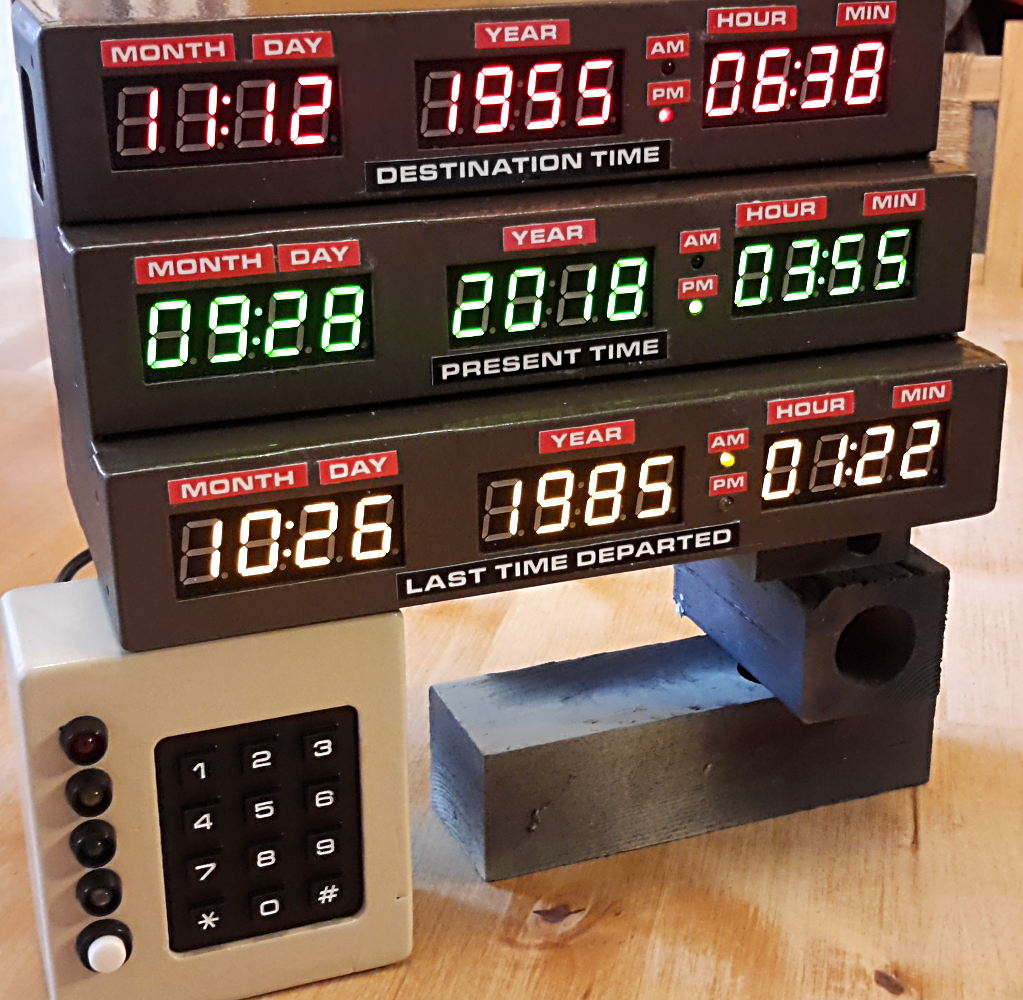 MONTH DAY YEAR AM HOUR MIN
11:12 1955 PM 06:38
DESTINATION TIME
MONTH DAY YEAR AM HOUR MIN
09:28 2018 PM 03:55
PRESENT TIME
MONTH DAY YEAR AM HOUR MIN
10:26 1985 PM 01:22
LAST TIME DEPARTED
1 2 3
4 5 6
7 8 9
* 0 #